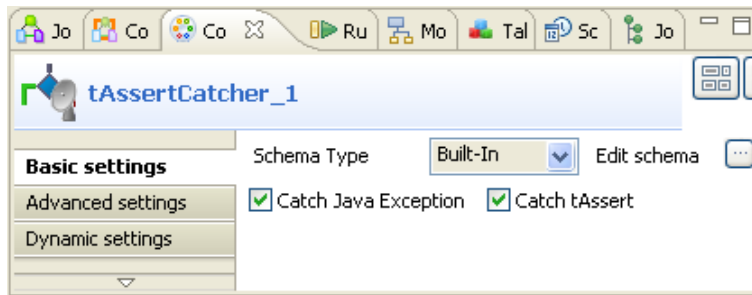 Jo Co Co Ru Mo Tal Sc Jo
tAssertCatcher_1
Basic settings
Advanced settings
Dynamic settings
Schema Type Built-In Edit schema ...
Catch Java Exception Catch tAssert